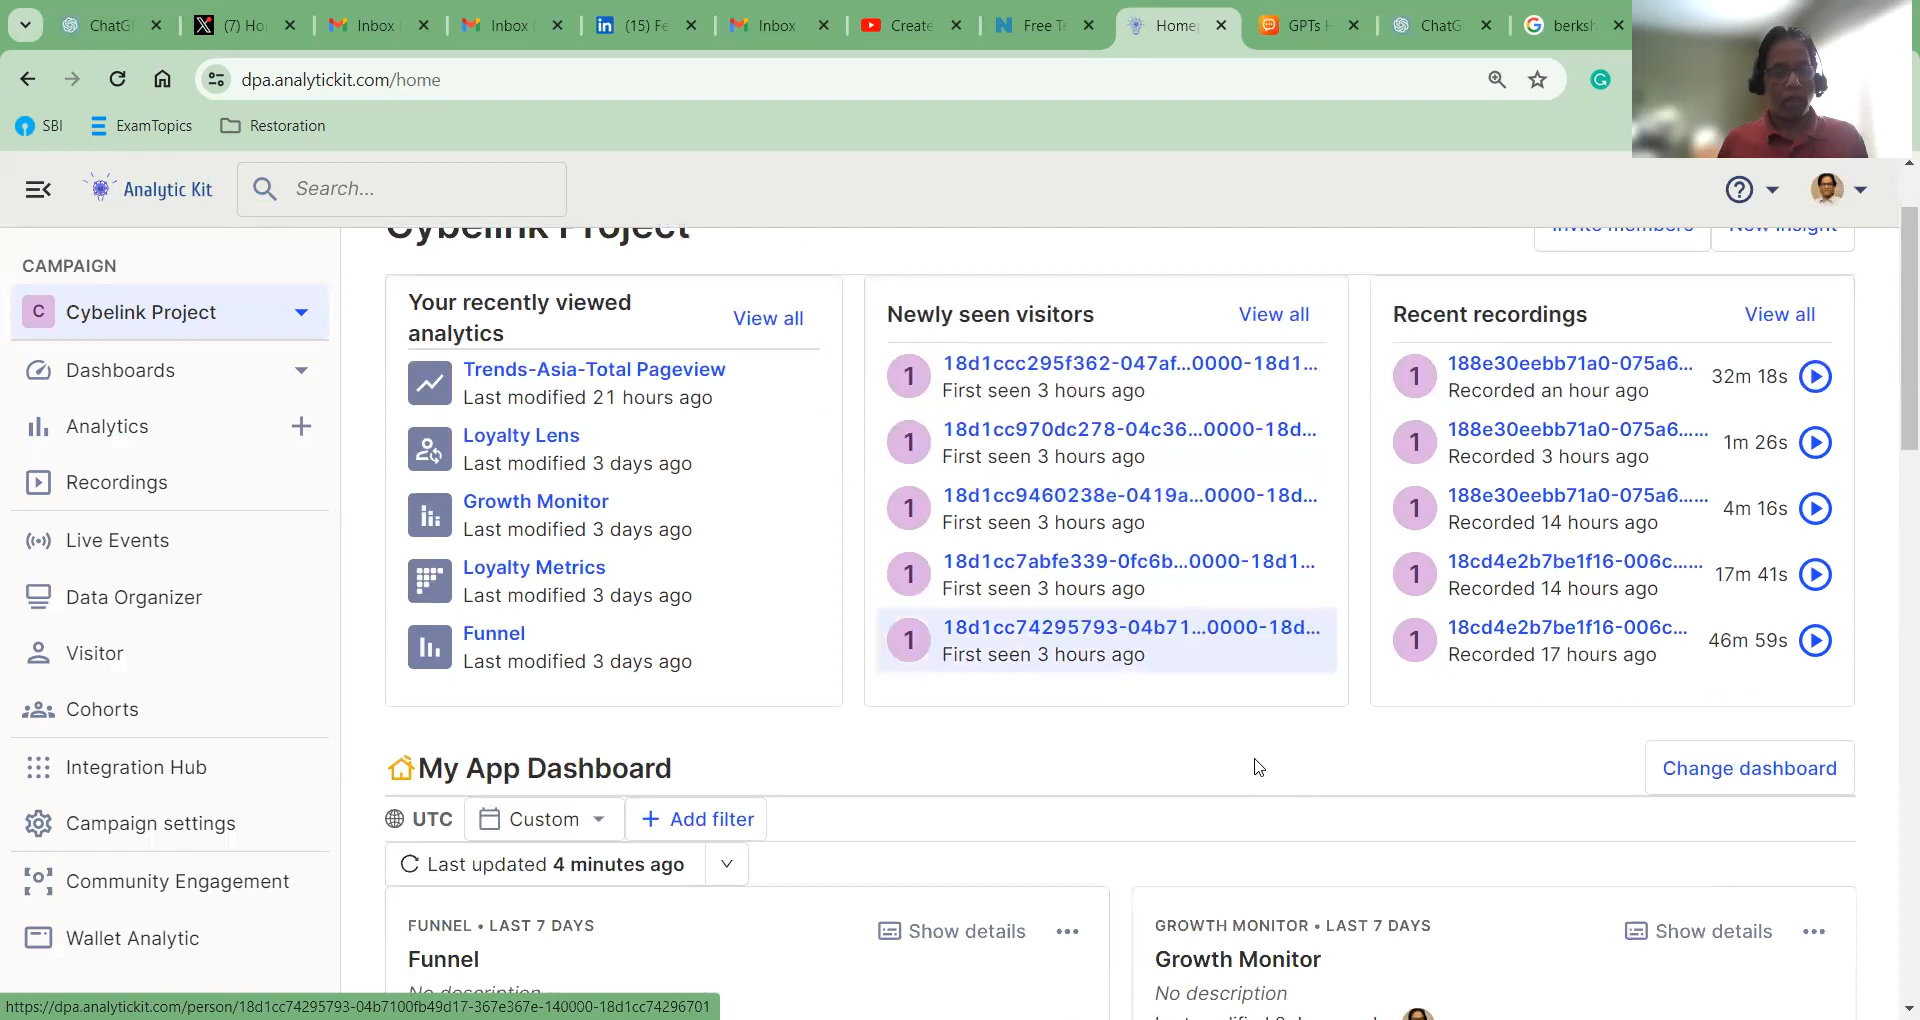 ChatG
(7) Ho
Inbox
Inbox
(15) Fe
Inbox
Create
Free Te
Home
GPTs
ChatG
berksh
dpa.analytickit.com/home
SBI
ExamTopics
Restoration
Analytic Kit
Search...
Cybelink Project
Invite members
New insight
CAMPAIGN
C
Cybelink Project
Dashboards
Analytics
Recordings
Live Events
Data Organizer
Visitor
Cohorts
Integration Hub
Campaign settings
Community Engagement
Wallet Analytic
Your recently viewed
analytics
View all
Trends-Asia-Total Pageview
Last modified 21 hours ago
Loyalty Lens
Last modified 3 days ago
Growth Monitor
Last modified 3 days ago
Loyalty Metrics
Last modified 3 days ago
Funnel
Last modified 3 days ago
Newly seen visitors
View all
1
18d1ccc295f362-047af...0000-18d1...
First seen 3 hours ago
1
18d1cc970dc278-04c36...0000-18d...
First seen 3 hours ago
1
18d1cc9460238e-0419a...0000-18d...
First seen 3 hours ago
1
18d1cc7abfe339-0fc6b...0000-18d1...
First seen 3 hours ago
1
18d1cc74295793-04b71...0000-18d...
First seen 3 hours ago
Recent recordings
View all
1
188e30eebb71a0-075a6...
Recorded an hour ago
32m 18s
1
188e30eebb71a0-075a6......
Recorded 3 hours ago
1m 26s
1
188e30eebb71a0-075a6......
Recorded 14 hours ago
4m 16s
1
18cd4e2b7be1f16-006c......
Recorded 14 hours ago
17m 41s
1
18cd4e2b7be1f16-006c...
Recorded 17 hours ago
46m 59s
My App Dashboard
Change dashboard
UTC
Custom
Add filter
Last updated 4 minutes ago
FUNNEL • LAST 7 DAYS
Show details
Funnel
No description
GROWTH MONITOR • LAST 7 DAYS
Show details
Growth Monitor
No description
https://dpa.analytickit.com/person/18d1cc74295793-04b7100fb49d17-367e367e-140000-18d1cc74296701